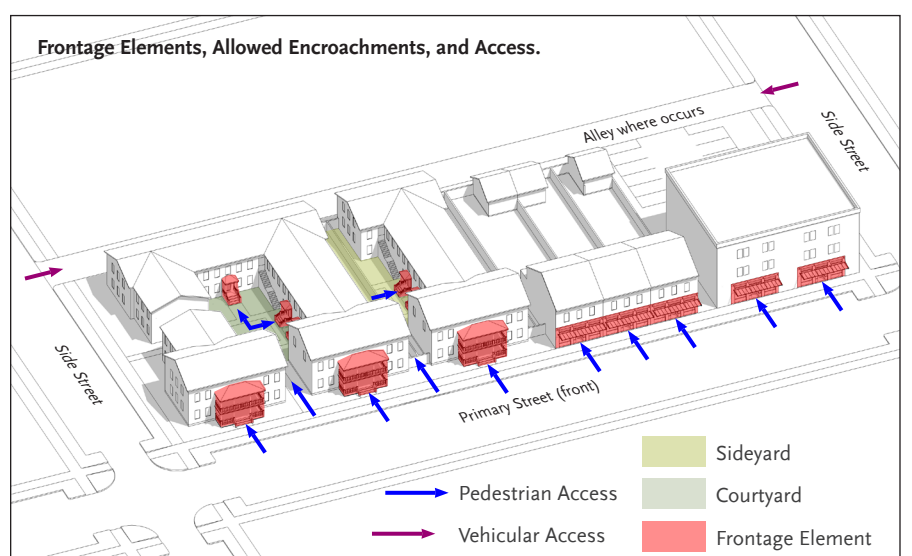 Frontage Elements, Allowed Encroachments, and Access.
Alley where occurs
Side Street
Side Street
Primary Street (front)
Sideyard
Pedestrian Access
Courtyard
Vehicular Access
Frontage Element